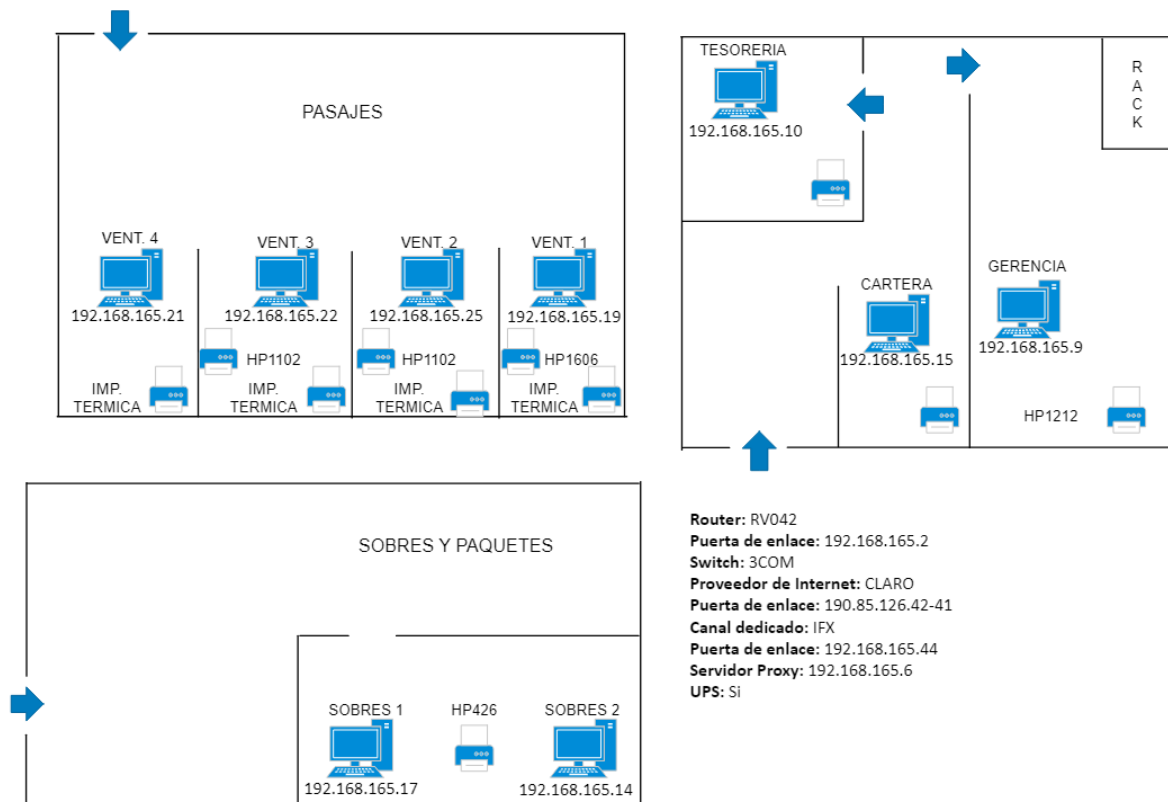 PASAJES
VENT. 4
VENT. 3
VENT. 2
VENT. 1
192.168.165.21
192.168.165.22
192.168.165.25
192.168.165.19
HP1102
HP1102
HP1606
IMP.
TERMICA
IMP.
TERMICA
IMP.
TERMICA
IMP.
TERMICA
TESORERIA
192.168.165.10
R
A
C
K
CARTERA
192.168.165.15
GERENCIA
192.168.165.9
HP1212
SOBRES Y PAQUETES
SOBRES 1
HP426
SOBRES 2
192.168.165.17
192.168.165.14
Router: RV042
Puerta de enlace: 192.168.165.2
Switch: 3COM
Proveedor de Internet: CLARO
Puerta de enlace: 190.85.126.42-41
Canal dedicado: IFX
Puerta de enlace: 192.168.165.44
Servidor Proxy: 192.168.165.6
UPS: Si